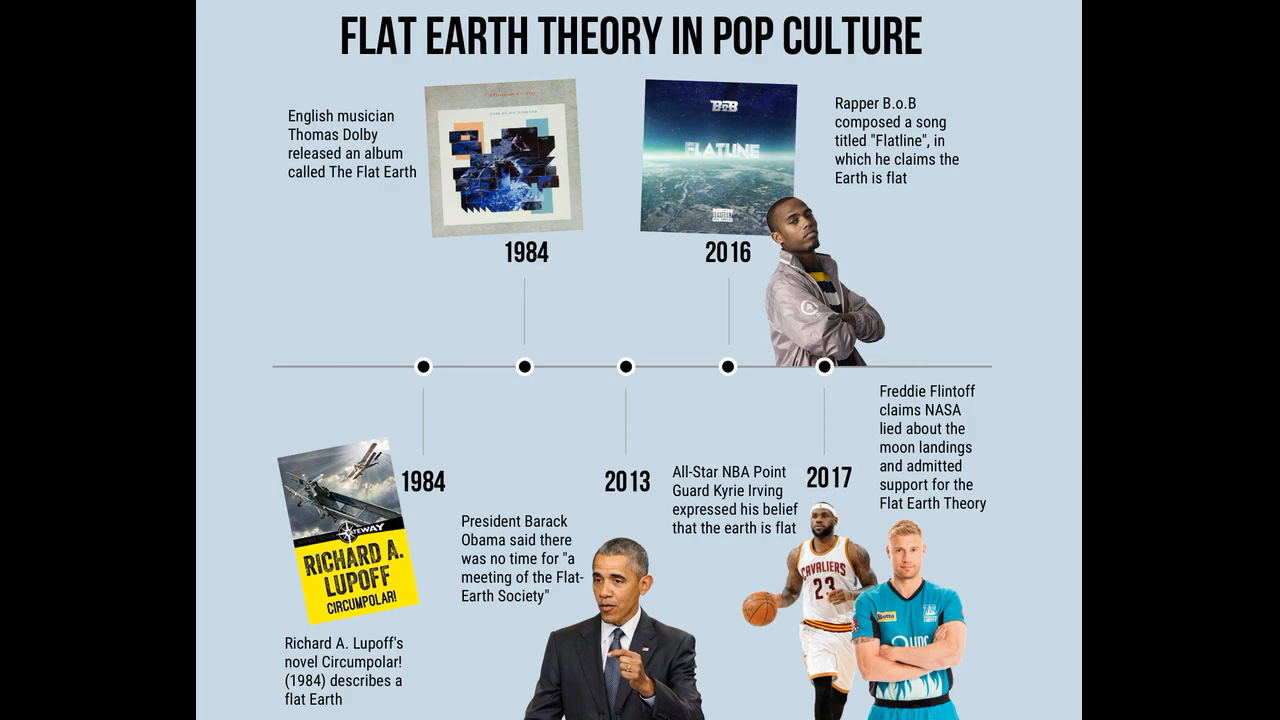 FLAT EARTH THEORY IN POP CULTURE
English musician
Thomas Dolby
released an album
called The Flat Earth
B.o.B
FLATLINE
Rapper B.o.B
composed a song
titled "Flatline", in
which he claims the
Earth is flat
1984
2016
GATEWAY
RICHARD A.
LUPOFF
CIRCUMPOLAR!
1984
Richard A. Lupoff's
novel Circumpolar!
(1984) describes a
flat Earth
2013
President Barack
Obama said there
was no time for "a
meeting of the Flat-
Earth Society"
All-Star NBA Point
Guard Kyrie Irving
expressed his belief
that the earth is flat
2017
CAVALIERS
23
Freddie Flintoff
claims NASA
lied about the
moon landings
and admitted
support for the
Flat Earth Theory
HEAT